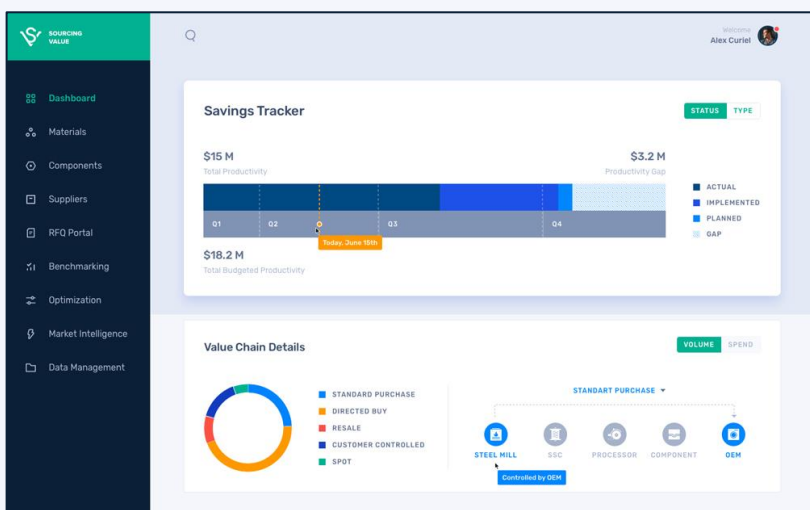 SOURCING
VALUE
Welcome
Alex Curiel
Dashboard
Materials
Components
Suppliers
RFQ Portal
Benchmarking
Optimization
Market Intelligence
Data Management
Savings Tracker
STATUS TYPE
$15 M
Total Productivity
$3.2 M
Productivity Gap
ACTUAL
IMPLEMENTED
PLANNED
GAP
Q1 Q2 Q3 Q4
Today, June 15th
$18.2 M
Total Budgeted Productivity
Value Chain Details
VOLUME SPEND
STANDARD PURCHASE
DIRECTED BUY
RESALE
CUSTOMER CONTROLLED
SPOT
STANDART PURCHASE
STEEL MILL SSC PROCESSOR COMPONENT OEM
Controlled by OEM